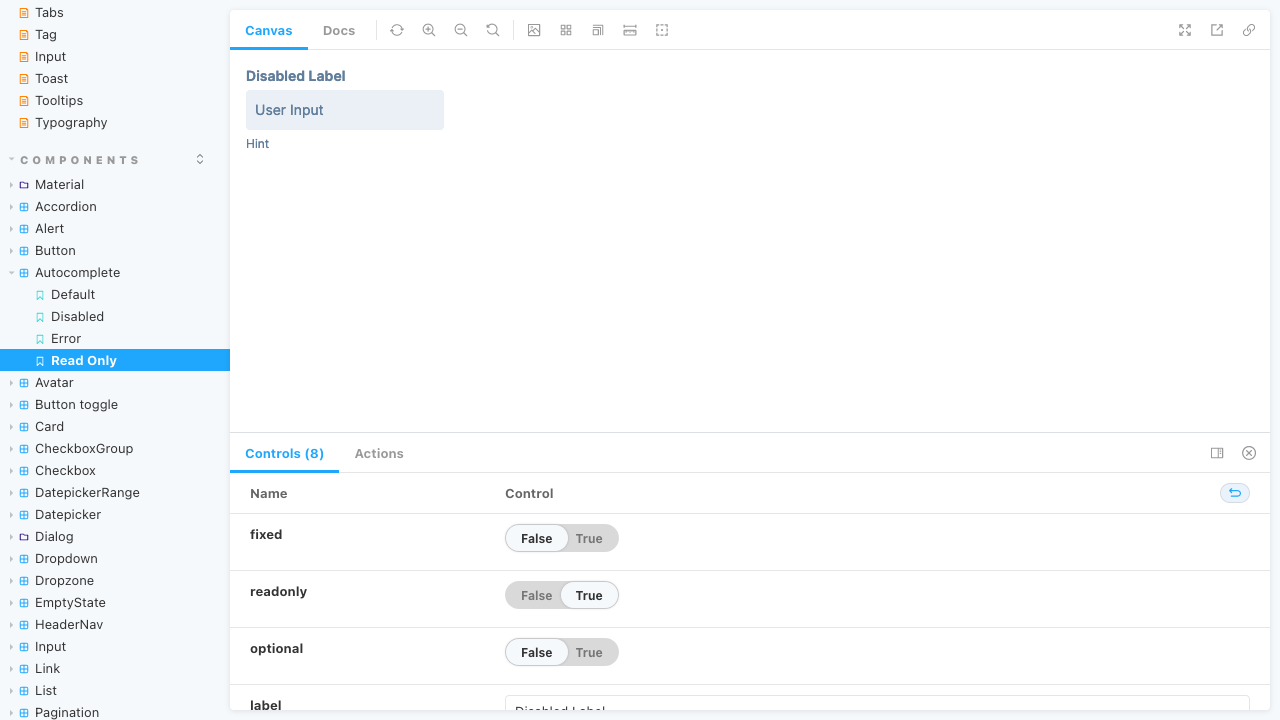 Tabs
Tag
Input
Toast
Tooltips
Typography
COMPONENTS
Material
Accordion
Alert
Button
Autocomplete
Default
Disabled
Error
Read Only
Avatar
Button toggle
Card
CheckboxGroup
Checkbox
DatepickerRange
Datepicker
Dialog
Dropdown
Dropzone
EmptyState
HeaderNav
Input
Link
List
Pagination
Canvas
Docs
Disabled Label
User Input
Hint
Controls (8)
Actions
Name
Control
fixed
False True
readonly
False True
optional
False True
label
Disabled Label